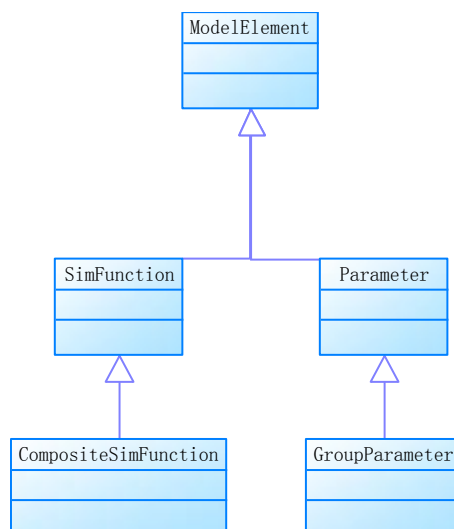 ModelElement
SimFunction
Parameter
CompositeSimFunction
GroupParameter